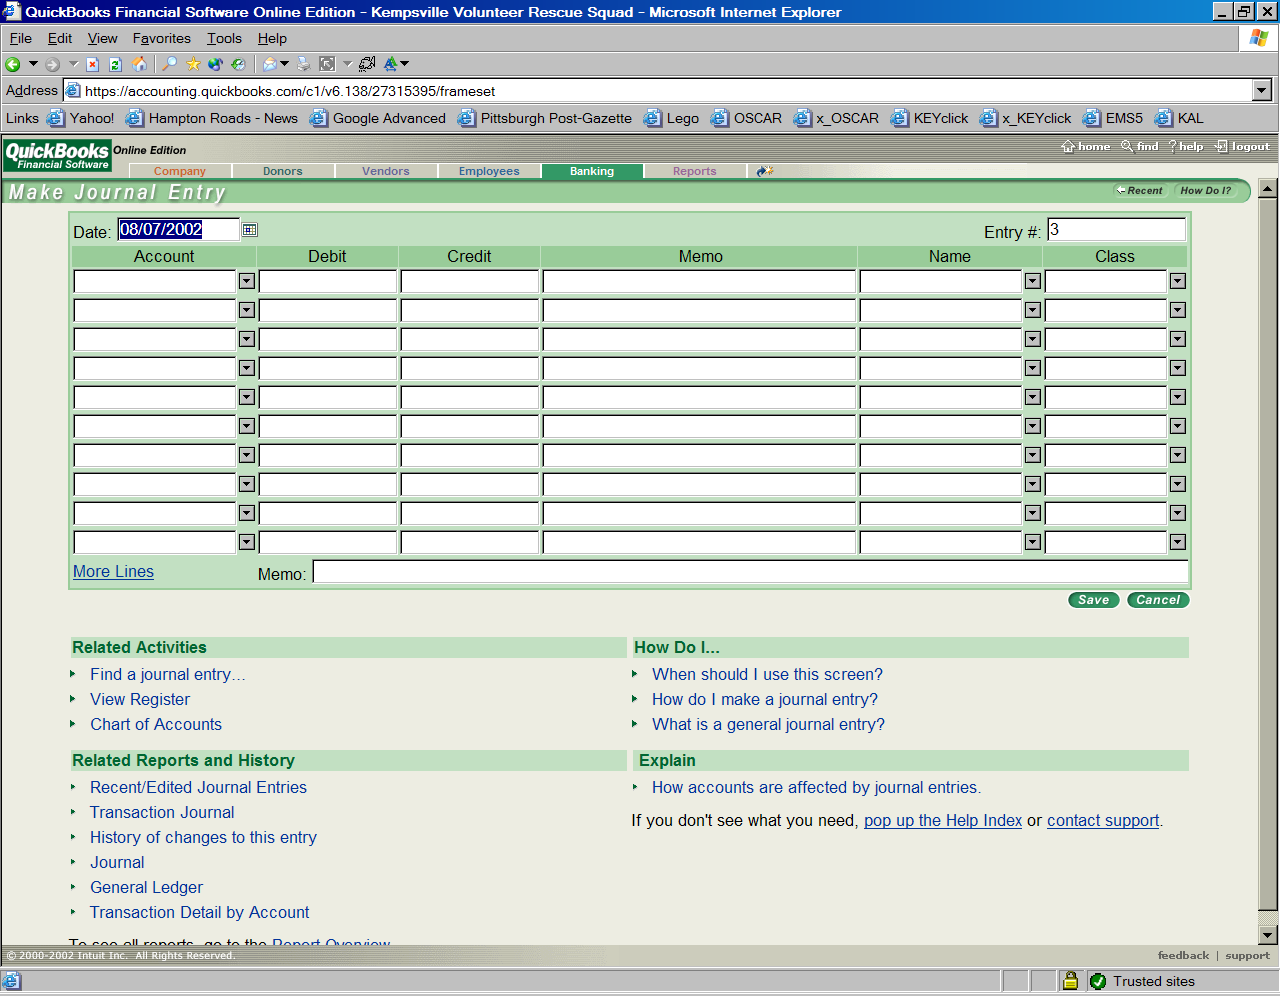 QuickBooks Financial Software Online Edition - Kempsville Volunteer Rescue Squad - Microsoft Internet Explorer
File Edit View Favorites Tools Help
Address https://accounting.quickbooks.com/c1/v6.138/27315395/frameset
Links Yahoo! Hampton Roads - News Google Advanced Pittsburgh Post-Gazette Lego OSCAR x_OSCAR KEYclick x_KEYclick EMS5 KAL
QuickBooks Online Edition
Financial Software
home find ? help logout
Company Donors Vendors Employees Banking Reports
Make Journal Entry
Recent How Do I?
Date: 08/07/2002 Entry #: 3
Account Debit Credit Memo Name Class
More Lines Memo:
Save Cancel
Related Activities
Find a journal entry...
View Register
Chart of Accounts
How Do I...
When should I use this screen?
How do I make a journal entry?
What is a general journal entry?
Related Reports and History
Recent/Edited Journal Entries
Transaction Journal
History of changes to this entry
Journal
General Ledger
Transaction Detail by Account
To see all reports, go to the Report Overview
Explain
How accounts are affected by journal entries.
If you don't see what you need, pop up the Help Index or contact support.
© 2000-2002 Intuit Inc. All Rights Reserved.
feedback | support
Trusted sites